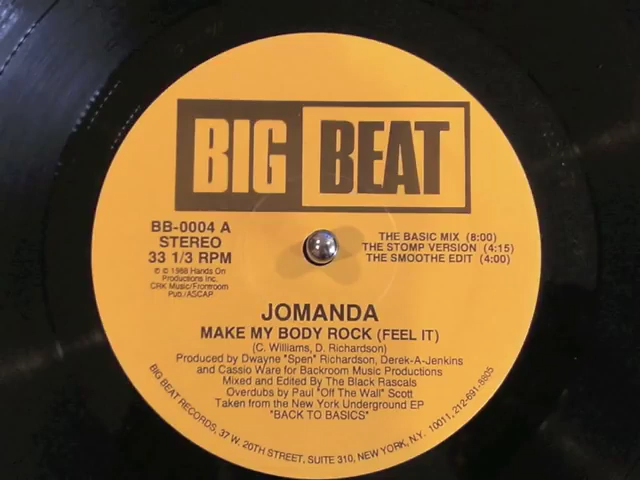 BIG BEAT
BB-0004 A
STEREO
33 1/3 RPM
℗ © 1988 Hands On
Productions Inc.
CRK Music/Frontroom
Pub./ASCAP
THE BASIC MIX (8:00)
THE STOMP VERSION (4:15)
THE SMOOTHE EDIT (4:00)
JOMANDA
MAKE MY BODY ROCK (FEEL IT)
(C. Williams, D. Richardson)
Produced by Dwayne "Spen" Richardson, Derek-A-Jenkins
and Cassio Ware for Backroom Music Productions
Mixed and Edited By The Black Rascals
Overdubs by Paul "Off The Wall" Scott
Taken from the New York Underground EP
"BACK TO BASICS"
BIG BEAT RECORDS, 37 W. 20TH STREET, SUITE 310, NEW YORK, N.Y. 10011, 212-691-8805